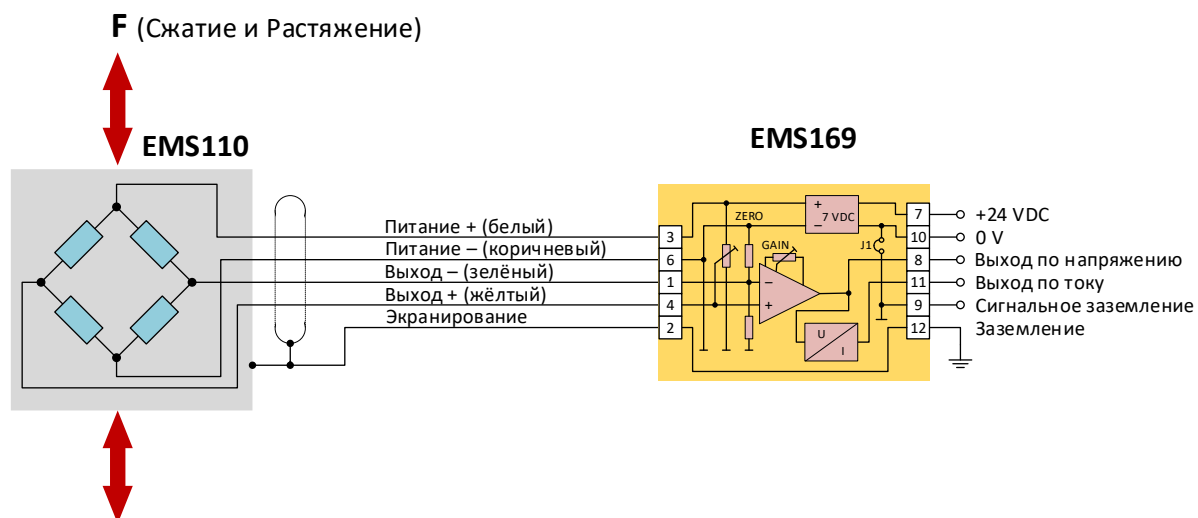 F (Сжатие и Растяжение)
EMS110
EMS169
Питание + (белый)
Питание – (коричневый)
Выход – (зелёный)
Выход + (жёлтый)
Экранирование
3
6
1
4
2
ZERO
GAIN
+
7 VDC
–
J1
–
+
U
I
7
10
8
11
9
12
+24 VDC
0 V
Выход по напряжению
Выход по току
Сигнальное заземление
Заземление